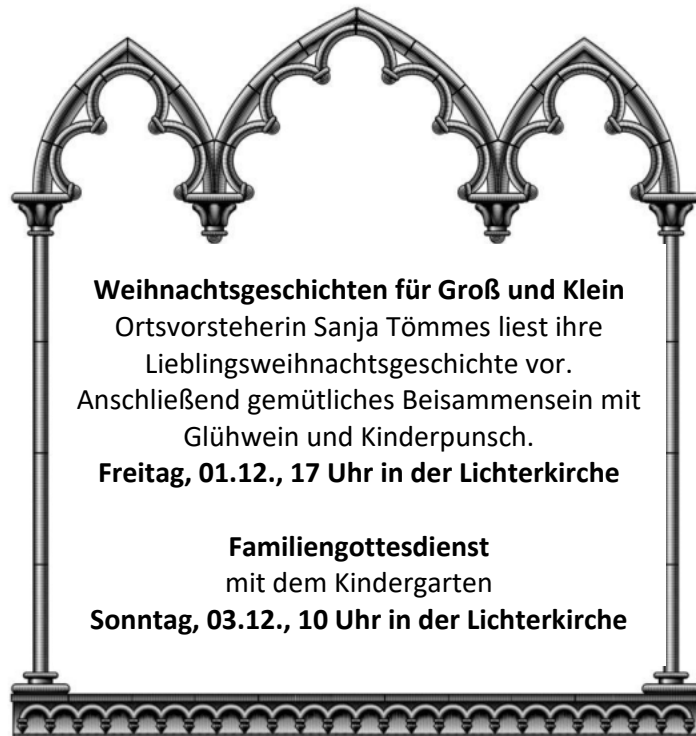 Weihnachtsgeschichten für Groß und Klein
Ortsvorsteherin Sanja Tömmes liest ihre
Lieblingsweihnachtsgeschichte vor.
Anschließend gemütliches Beisammensein mit
Glühwein und Kinderpunsch.
Freitag, 01.12., 17 Uhr in der Lichterkirche
Familiengottesdienst
mit dem Kindergarten
Sonntag, 03.12., 10 Uhr in der Lichterkirche